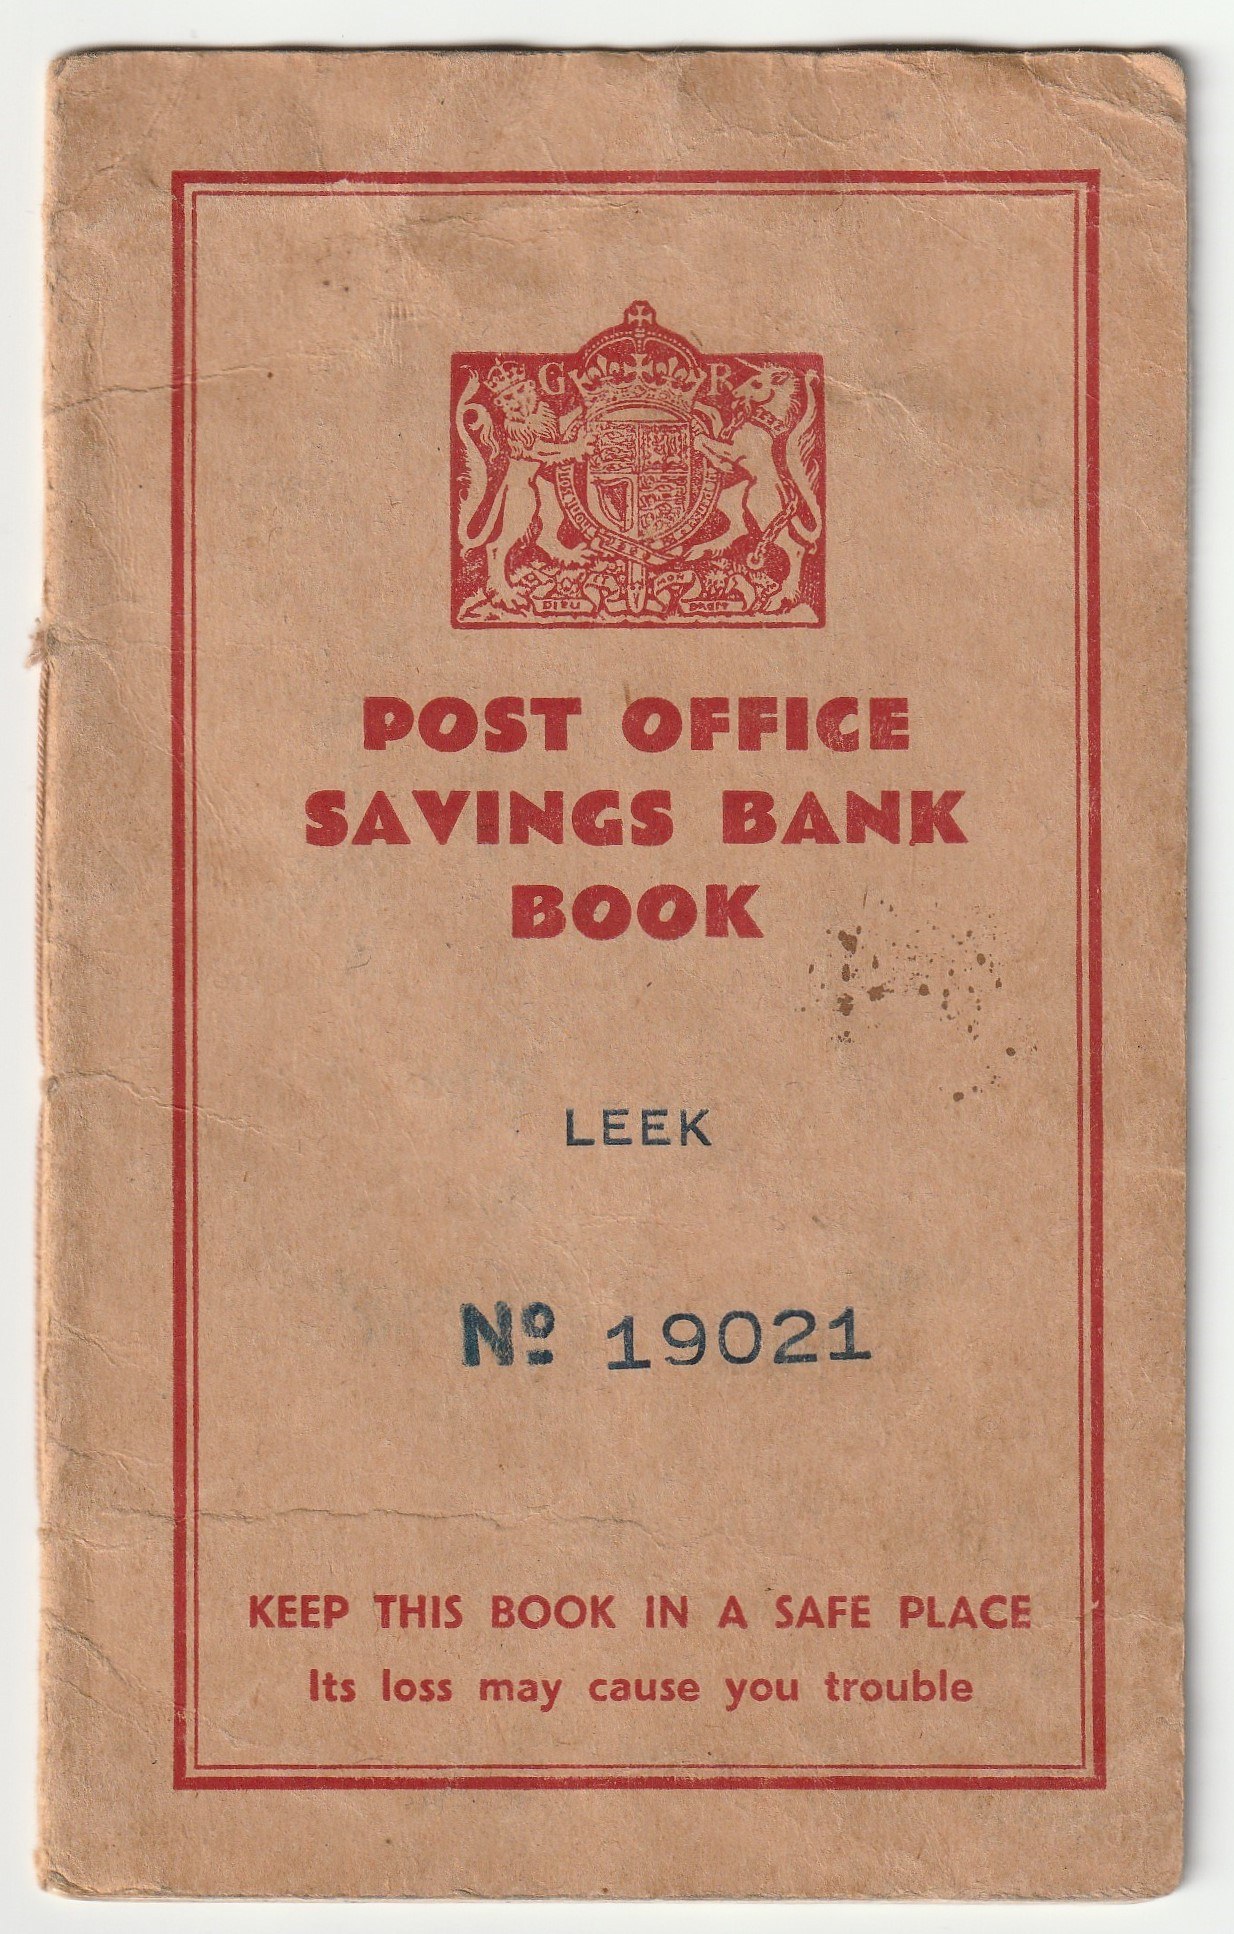 G R
DIEU ET MON DROIT
POST OFFICE
SAVINGS BANK
BOOK
LEEK
Nº 19021
KEEP THIS BOOK IN A SAFE PLACE
Its loss may cause you trouble